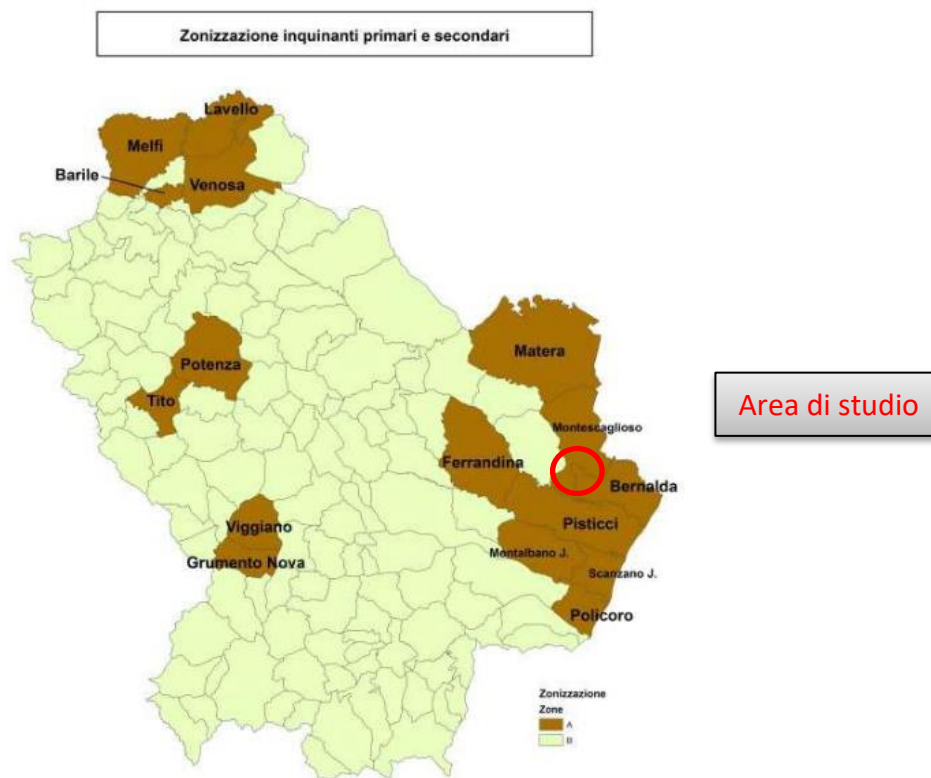 Zonizzazione inquinanti primari e secondari
Lavello
Melfi
Barile
Venosa
Matera
Potenza
Area di studio
Tito
Montescaglioso
Ferrandina
Bernalda
Pisticci
Viggiano
Montalbano J.
Grumento Nova
Scanzano J.
Policoro
Zonizzazione
Zone
A
B